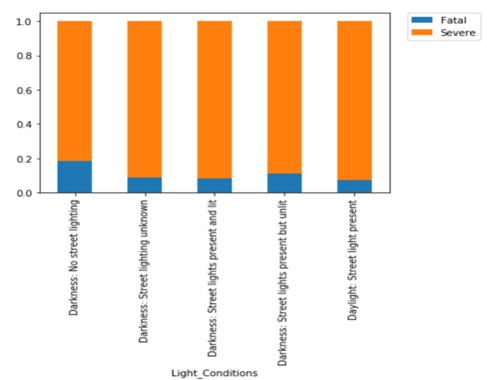 Fatal
Severe
1.0
0.8
0.6
0.4
0.2
0.0
Darkness: No street lighting
Darkness: Street lighting unknown
Darkness: Street lights present and lit
Darkness: Street lights present but unlit
Daylight: Street light present
Light_Conditions